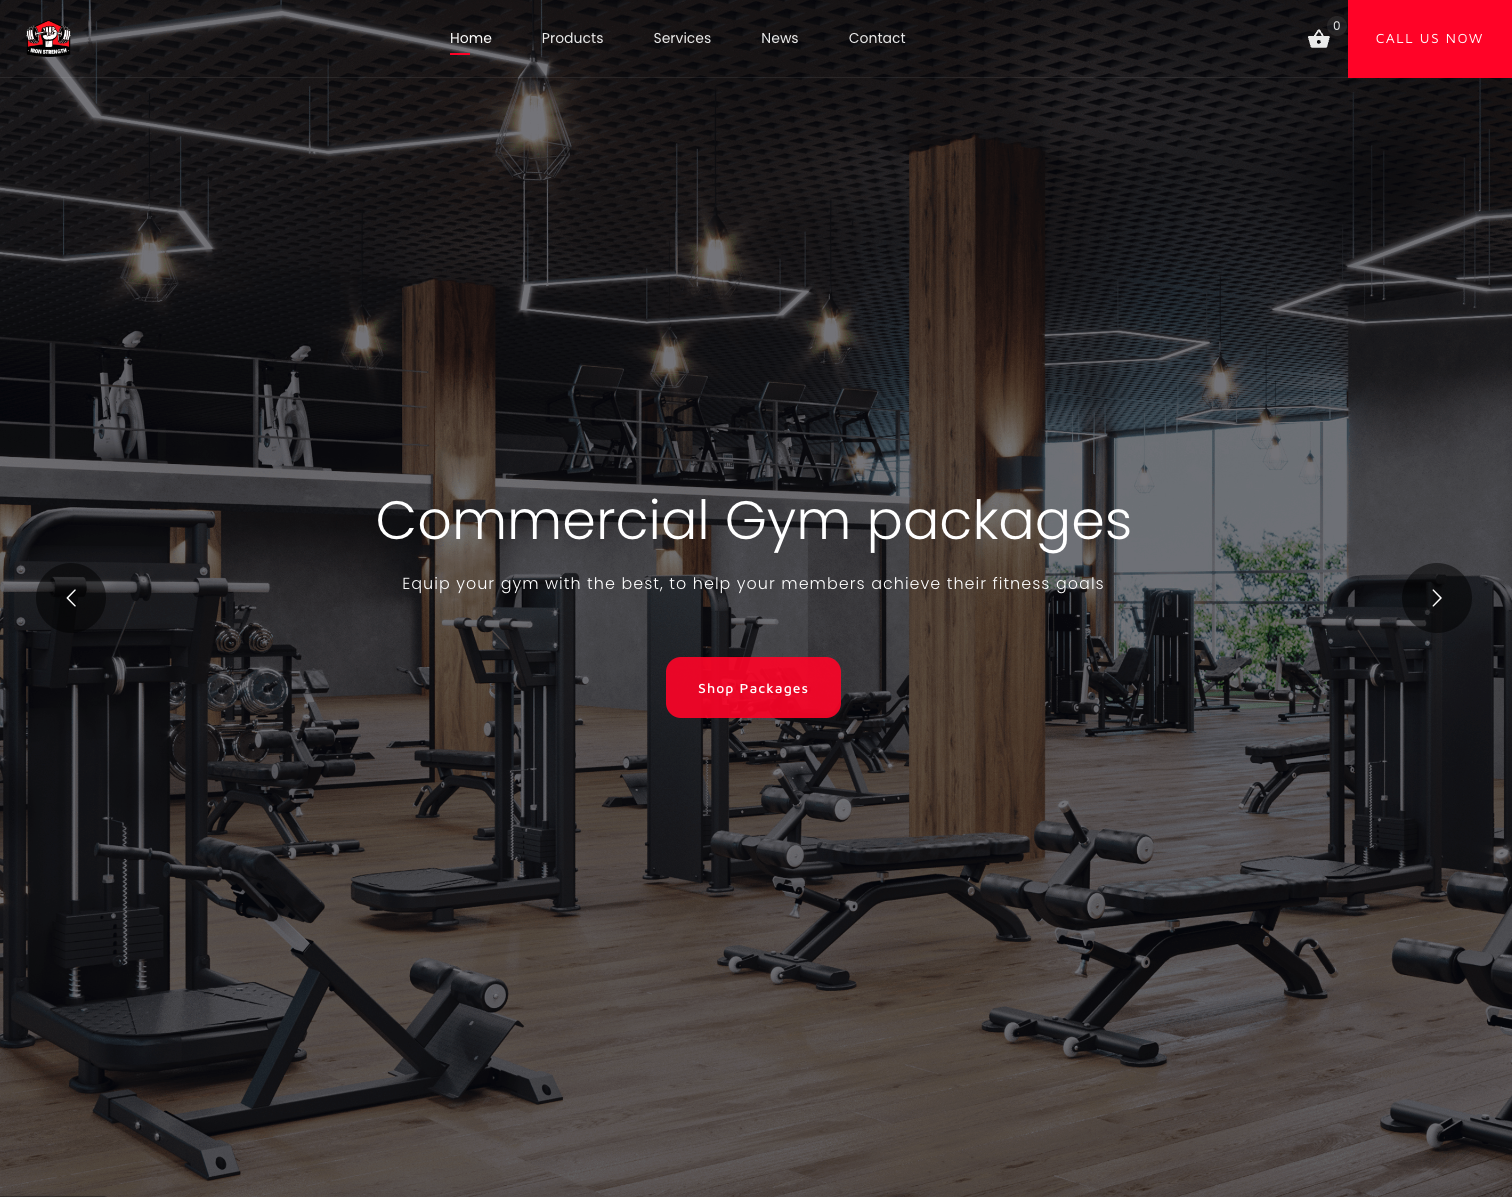 IRON STRENGTH
Home
Products
Services
News
Contact
0
CALL US NOW
Commercial Gym packages
Equip your gym with the best, to help your members achieve their fitness goals
Shop Packages